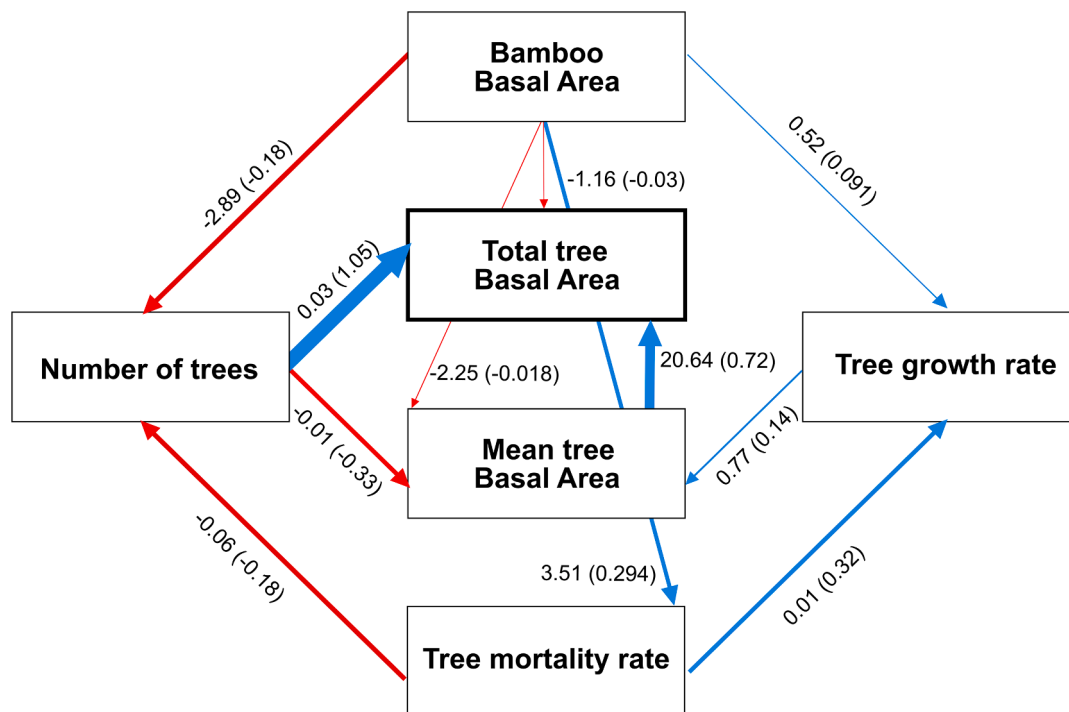 Bamboo
Basal Area
-2.89 (-0.18)
0.52 (0.091)
-1.16 (-0.03)
Total tree
Basal Area
0.03 (1.05)
Number of trees
Tree growth rate
20.64 (0.72)
-2.25 (-0.018)
-0.01 (-0.33)
0.77 (0.14)
Mean tree
Basal Area
-0.06 (-0.18)
3.51 (0.294)
0.01 (0.32)
Tree mortality rate